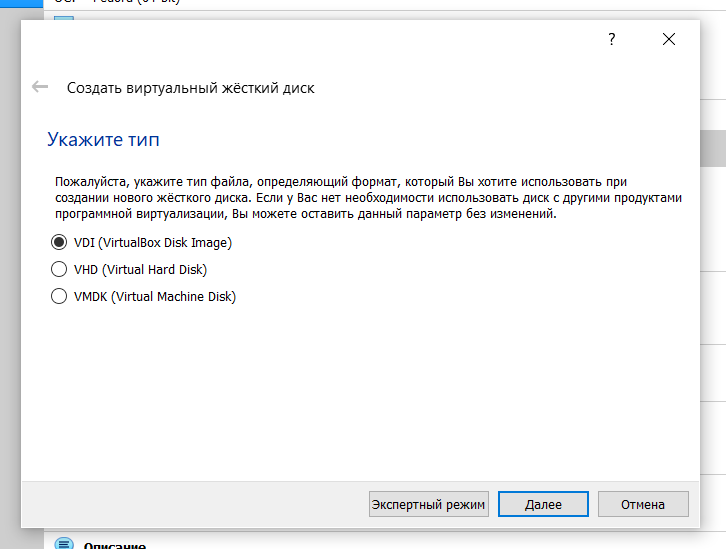 ?
Создать виртуальный жёсткий диск
Укажите тип
Пожалуйста, укажите тип файла, определяющий формат, который Вы хотите использовать при
создании нового жёсткого диска. Если у Вас нет необходимости использовать диск с другими продуктами
программной виртуализации, Вы можете оставить данный параметр без изменений.
VDI (VirtualBox Disk Image)
VHD (Virtual Hard Disk)
VMDK (Virtual Machine Disk)
Экспертный режим Далее Отмена
Описание